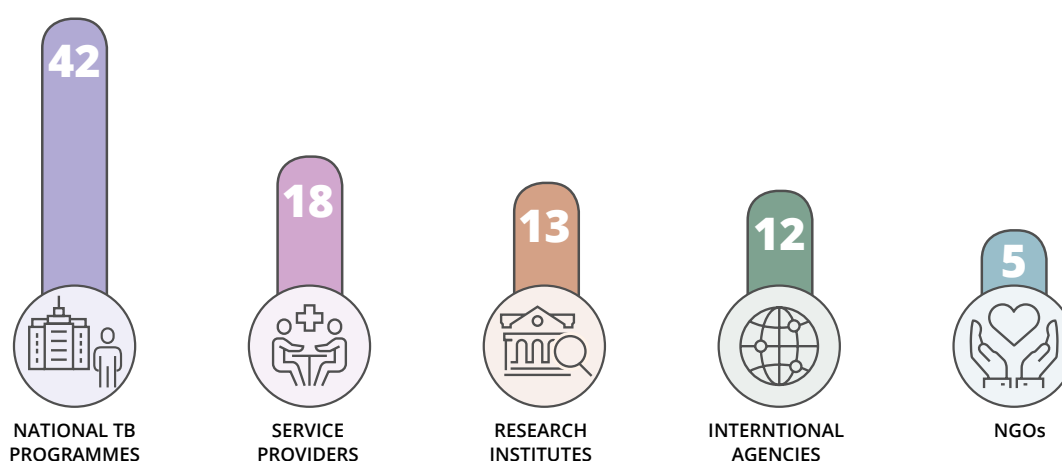 42
18
13
12
5
NATIONAL TB
PROGRAMMES
SERVICE
PROVIDERS
RESEARCH
INSTITUTES
INTERNTIONAL
AGENCIES
NGOs